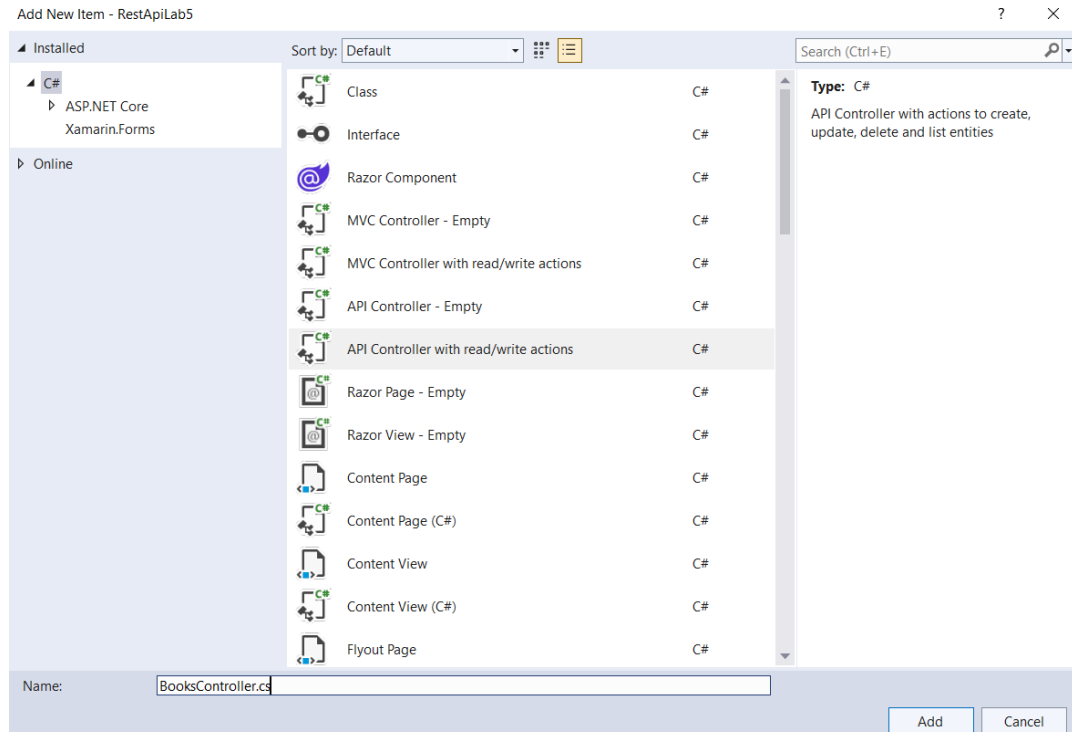 Add New Item - RestApiLab5
?
Installed
Sort by: Default
Search (Ctrl+E)
C#
ASP.NET Core
Xamarin.Forms
Online
Class C#
Interface C#
Razor Component C#
MVC Controller - Empty C#
MVC Controller with read/write actions C#
API Controller - Empty C#
API Controller with read/write actions C#
Razor Page - Empty C#
Razor View - Empty C#
Content Page C#
Content Page (C#) C#
Content View C#
Content View (C#) C#
Flyout Page C#
Type: C#
API Controller with actions to create,
update, delete and list entities
Name: BooksController.cs
Add Cancel